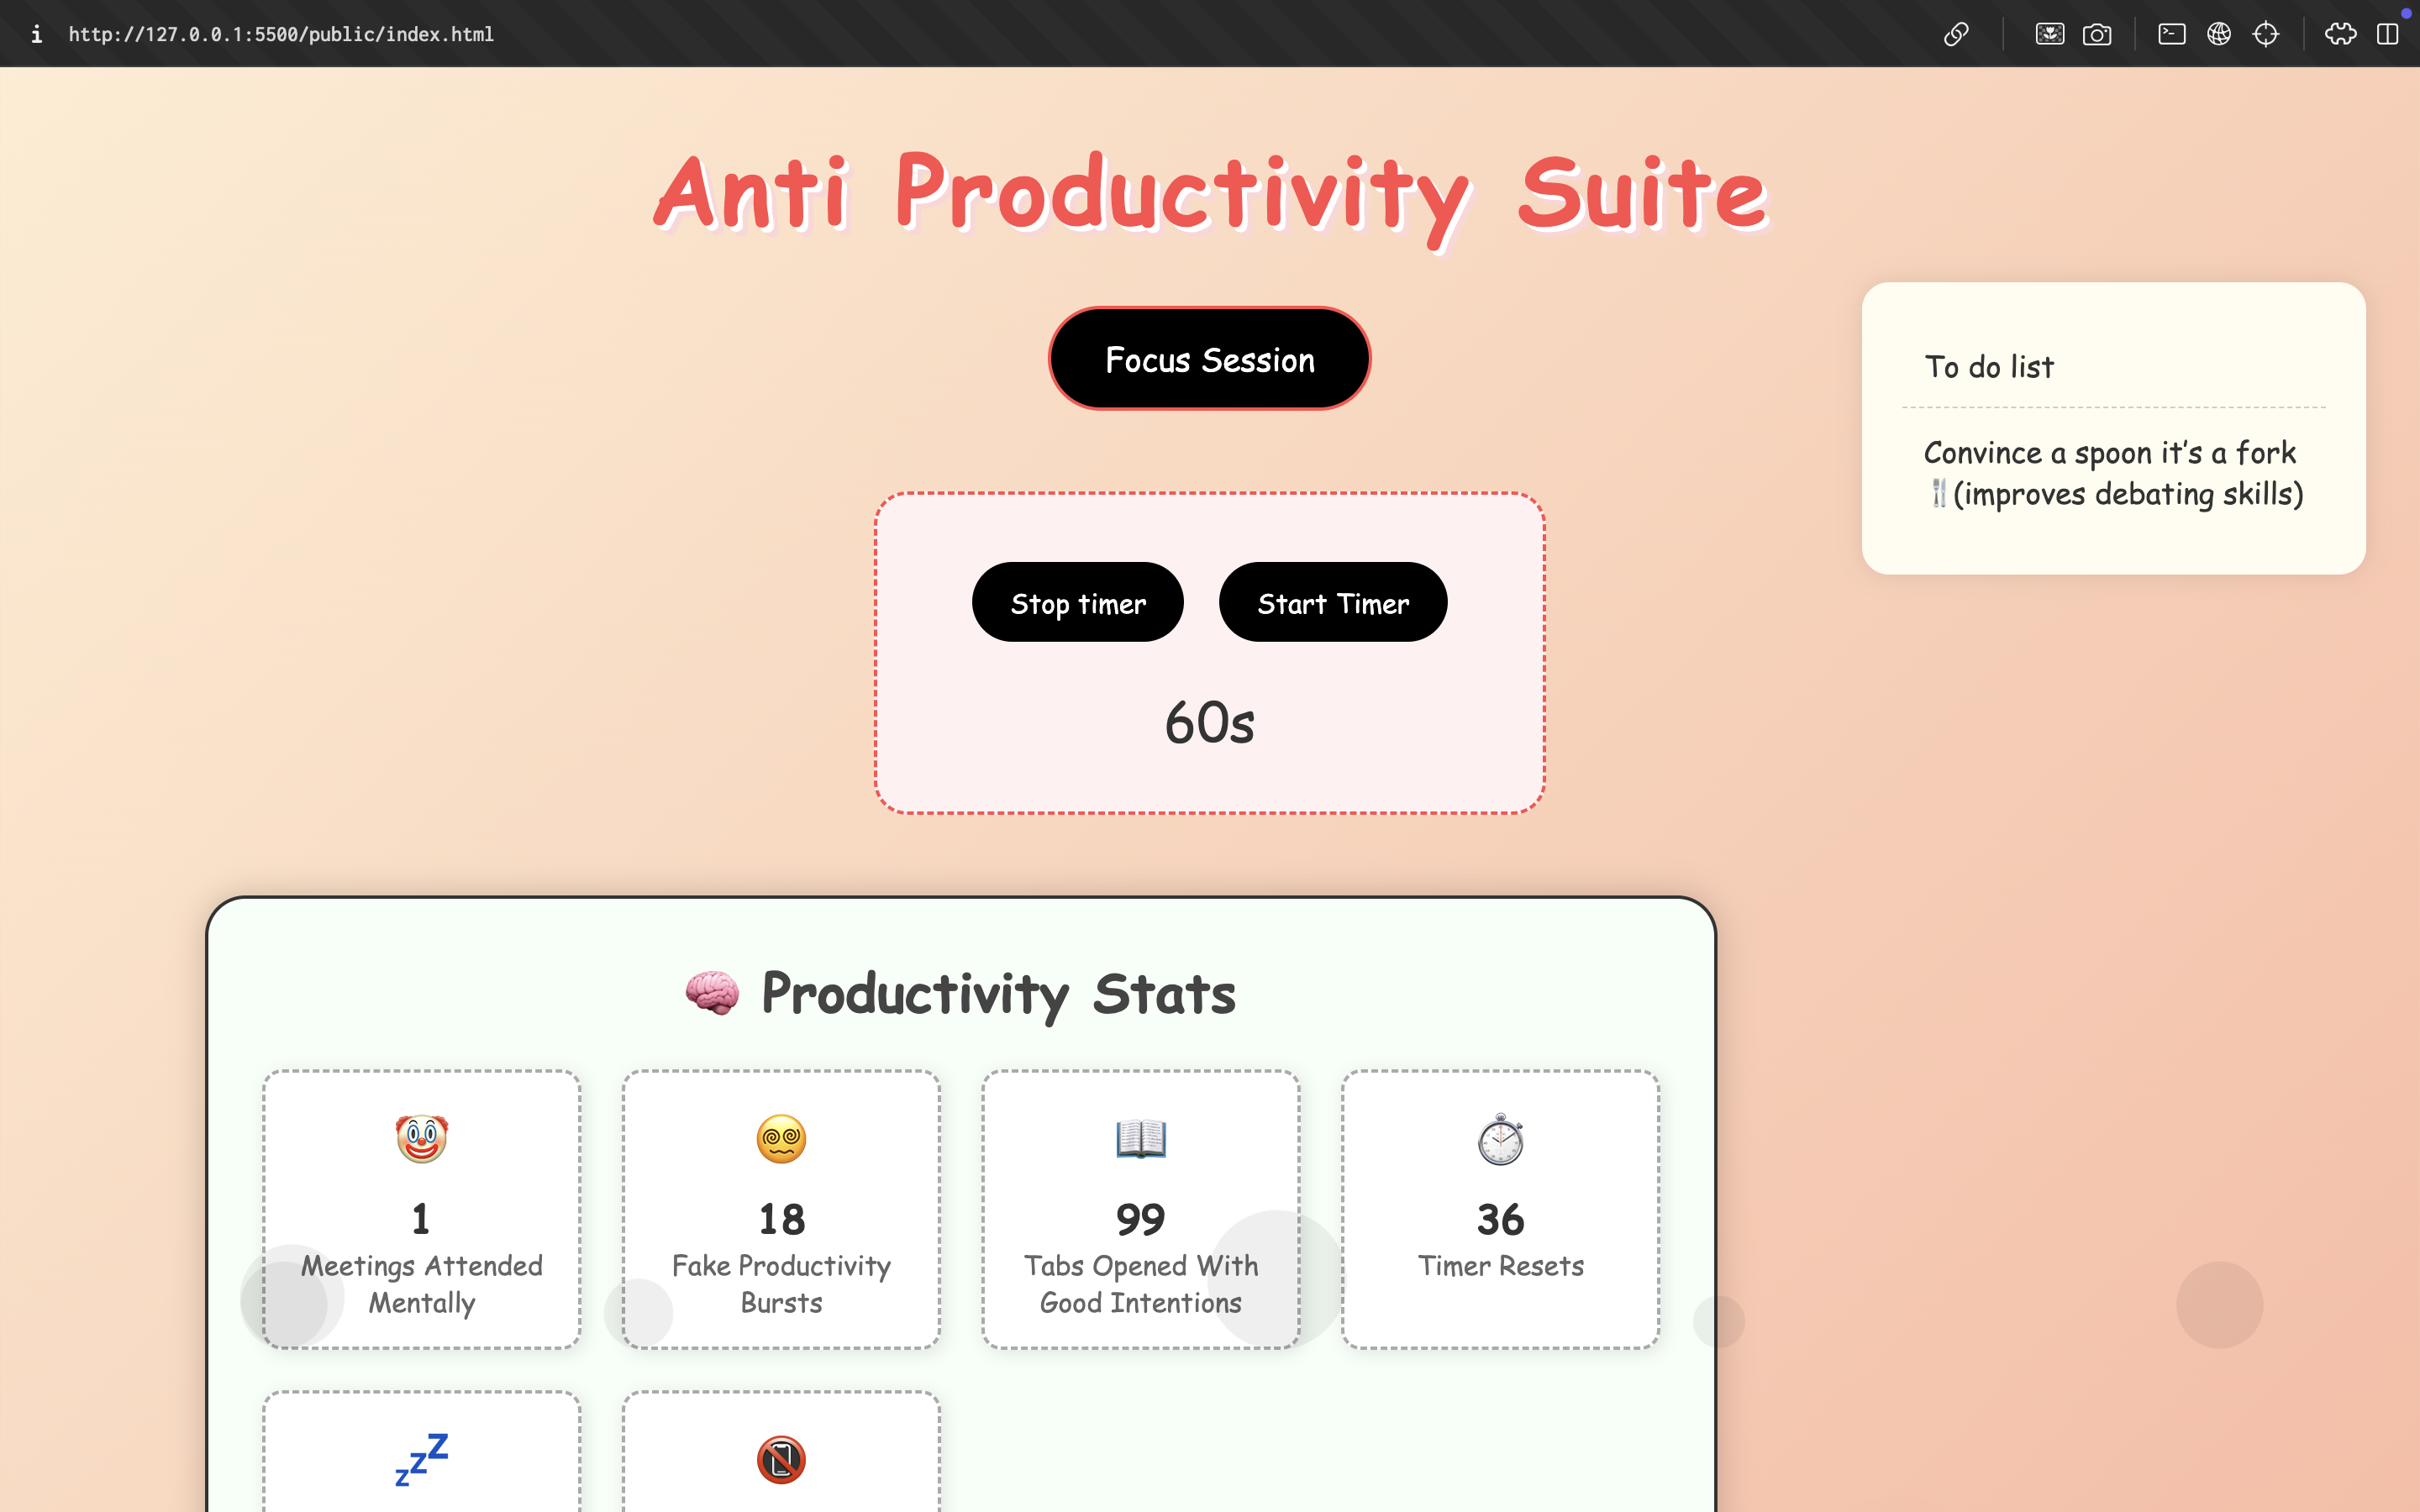 http://127.0.0.1:5500/public/index.html
Anti Productivity Suite
Focus Session
To do list
Convince a spoon it's a fork
🍴(improves debating skills)
Stop timer
Start Timer
60s
🧠 Productivity Stats
1
Meetings Attended
Mentally
18
Fake Productivity
Bursts
99
Tabs Opened With
Good Intentions
36
Timer Resets
💤